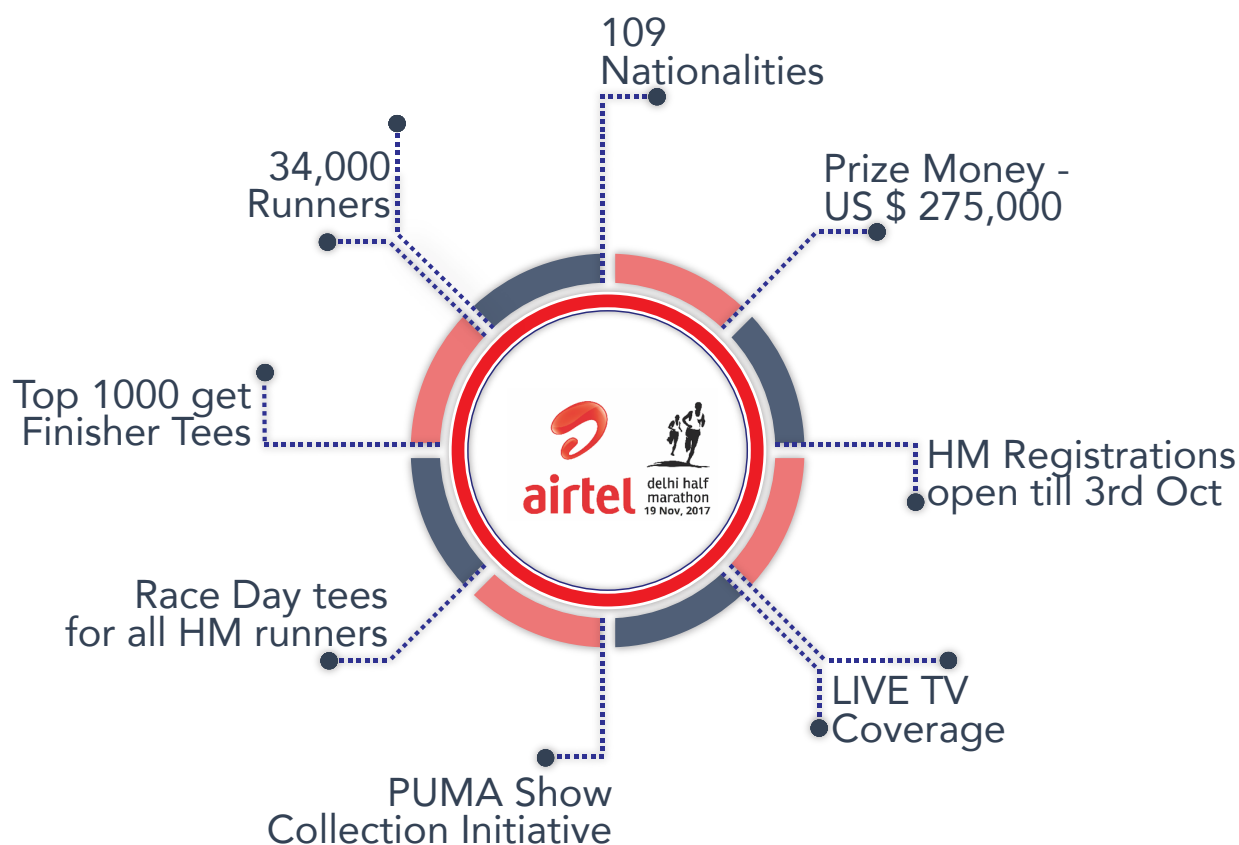 109
Nationalities
34,000
Runners
Prize Money -
US $ 275,000
Top 1000 get
Finisher Tees
airtel
delhi half
marathon
19 Nov, 2017
HM Registrations
open till 3rd Oct
Race Day tees
for all HM runners
LIVE TV
Coverage
PUMA Show
Collection Initiative